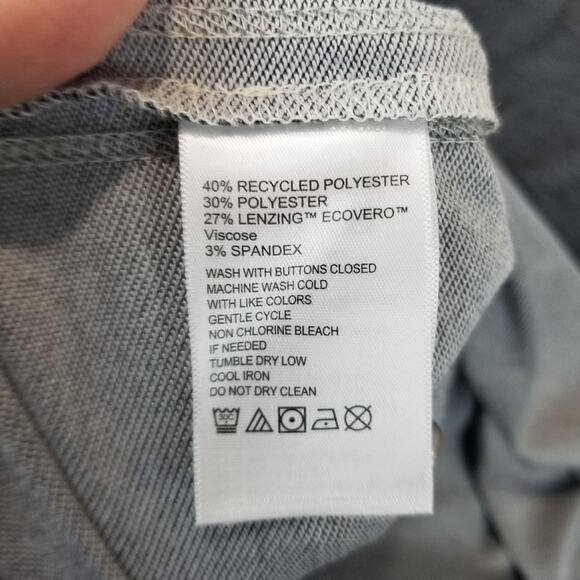 40% RECYCLED POLYESTER
30% POLYESTER
27% LENZING™ ECOVERO™
Viscose
3% SPANDEX
WASH WITH BUTTONS CLOSED
MACHINE WASH COLD
WITH LIKE COLORS
GENTLE CYCLE
NON CHLORINE BLEACH
IF NEEDED
TUMBLE DRY LOW
COOL IRON
DO NOT DRY CLEAN
30C